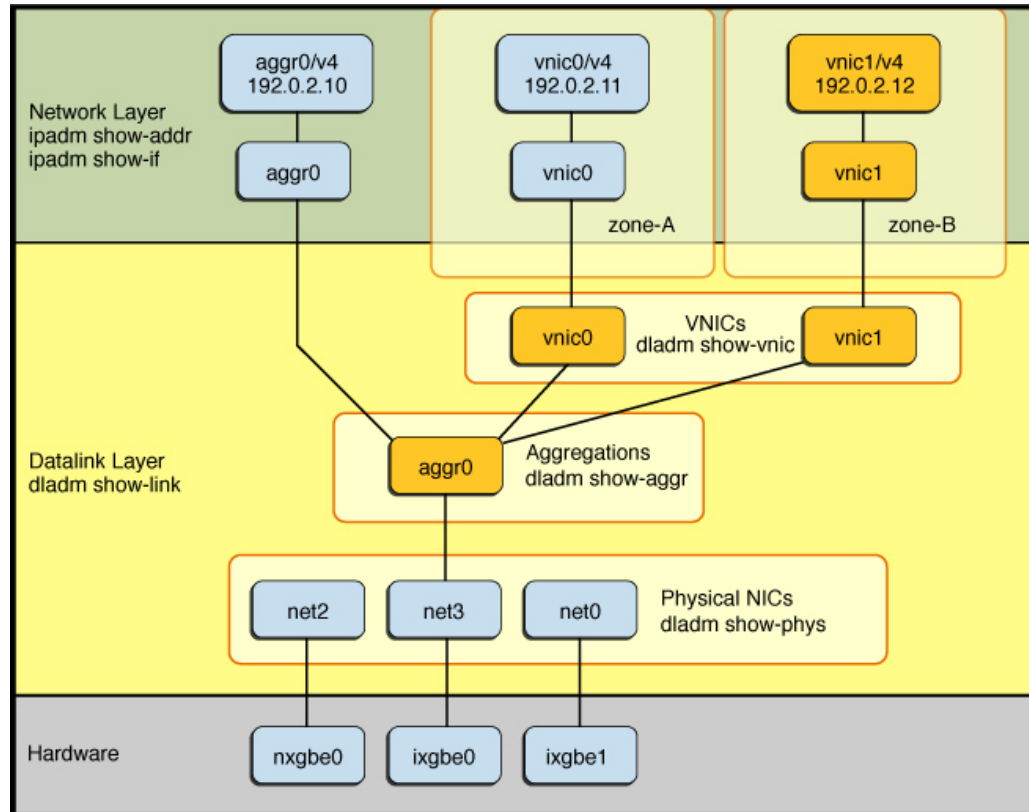 aggr0/v4
192.0.2.10
vnic0/v4
192.0.2.11
vnic1/v4
192.0.2.12
Network Layer
ipadm show-addr
ipadm show-if
aggr0
vnic0
vnic1
zone-A
zone-B
vnic0
VNICs
dladm show-vnic
vnic1
Datalink Layer
dladm show-link
aggr0
Aggregations
dladm show-aggr
net2
net3
net0
Physical NICs
dladm show-phys
Hardware
nxgbe0
ixgbe0
ixgbe1